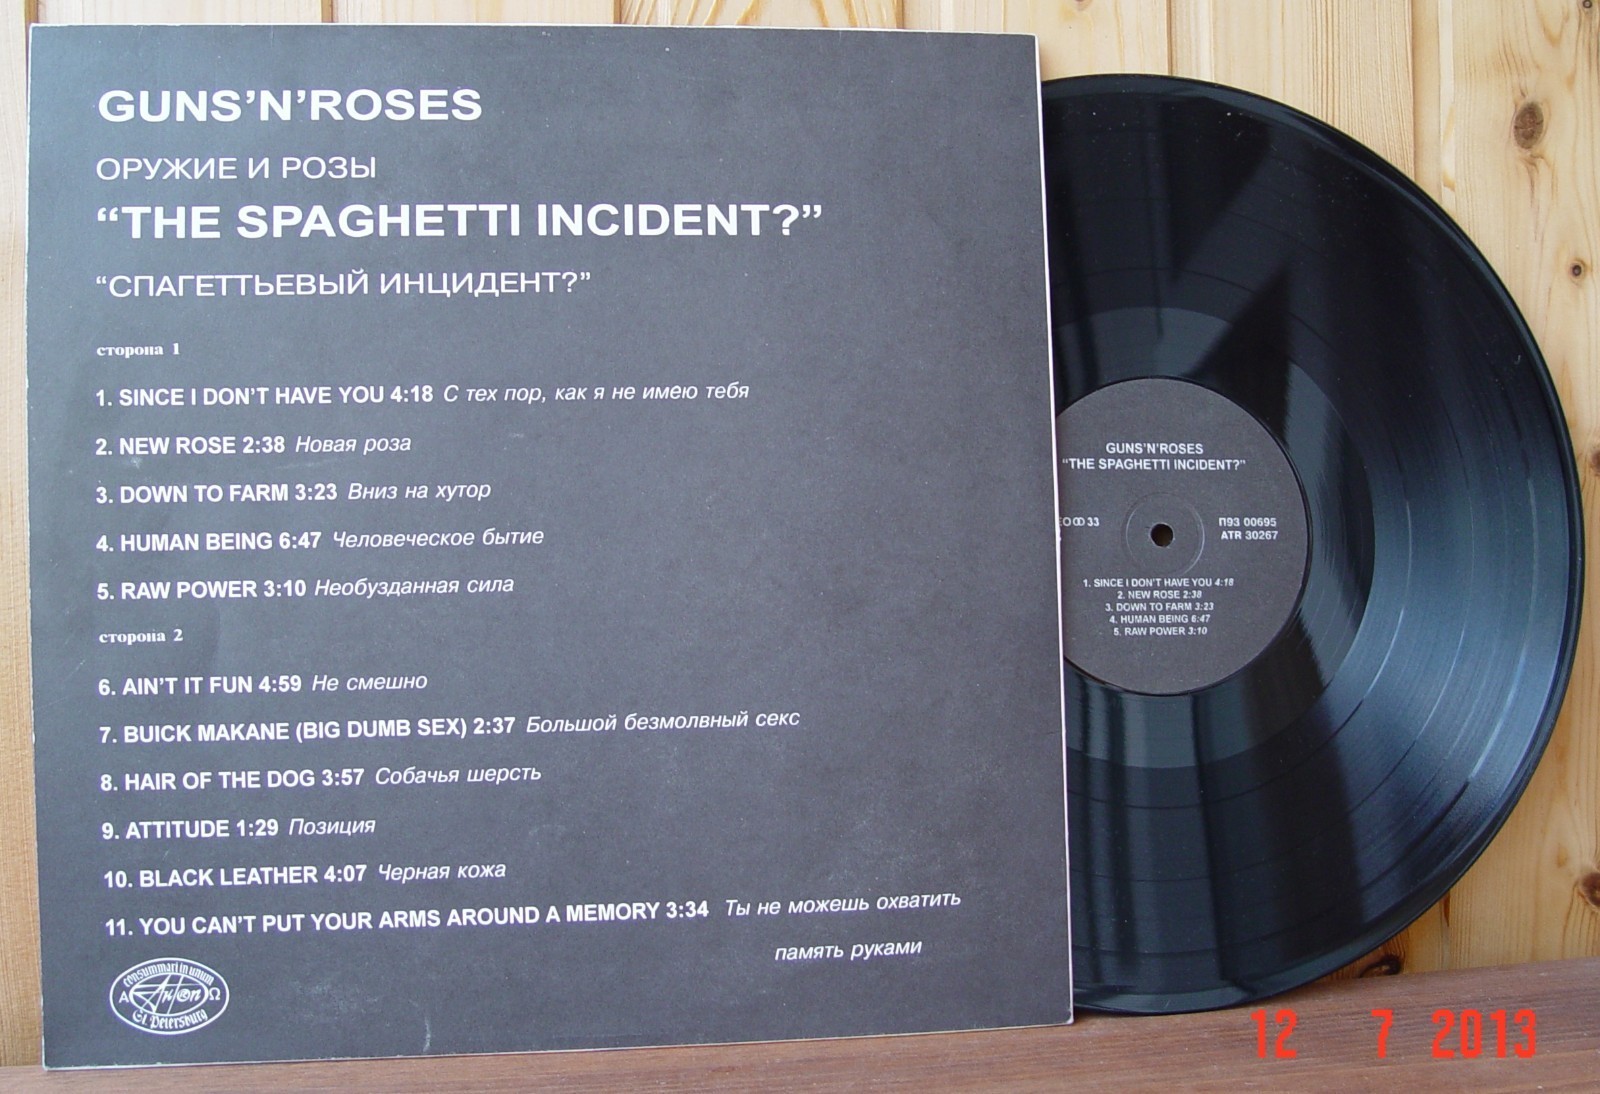 GUNS'N'ROSES
ОРУЖИЕ И РОЗЫ
“THE SPAGHETTI INCIDENT?”
“СПАГЕТТЬЕВЫЙ ИНЦИДЕНТ?”
сторона 1
1. SINCE I DON'T HAVE YOU 4:18 С тех пор, как я не имею тебя
2. NEW ROSE 2:38 Новая роза
3. DOWN TO FARM 3:23 Вниз на хутор
4. HUMAN BEING 6:47 Человеческое бытие
5. RAW POWER 3:10 Необузданная сила
сторона 2
6. AIN'T IT FUN 4:59 Не смешно
7. BUICK MAKANE (BIG DUMB SEX) 2:37 Большой безмолвный секс
8. HAIR OF THE DOG 3:57 Собачья шерсть
9. ATTITUDE 1:29 Позиция
10. BLACK LEATHER 4:07 Черная кожа
11. YOU CAN'T PUT YOUR ARMS AROUND A MEMORY 3:34 Ты не можешь охватить
память руками
consummari in unum
Α АнТроп Ω
St. Petersburg
GUNS'N'ROSES
“THE SPAGHETTI INCIDENT?”
33
П93 00695
ATR 30267
1. SINCE I DON'T HAVE YOU 4:18
2. NEW ROSE 2:38
3. DOWN TO FARM 3:23
4. HUMAN BEING 6:47
5. RAW POWER 3:10
12 7 2013